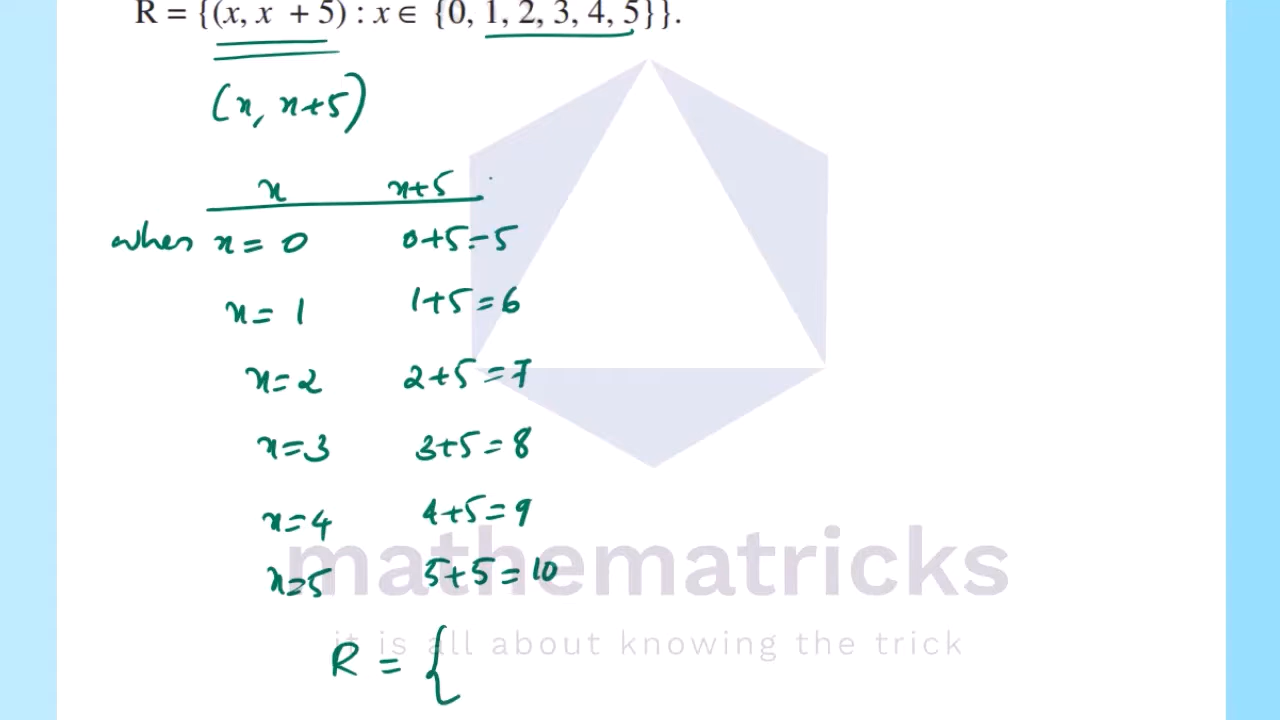 R = {(x, x + 5) : x ∈ {0, 1, 2, 3, 4, 5}}.
(x, x+5)
x x+5
when x = 0 0+5=5
x = 1 1+5=6
x=2 2+5=7
x=3 3+5=8
x=4 4+5=9
mathematricks
x=5 5+5=10
it is all about knowing the trick
R = {